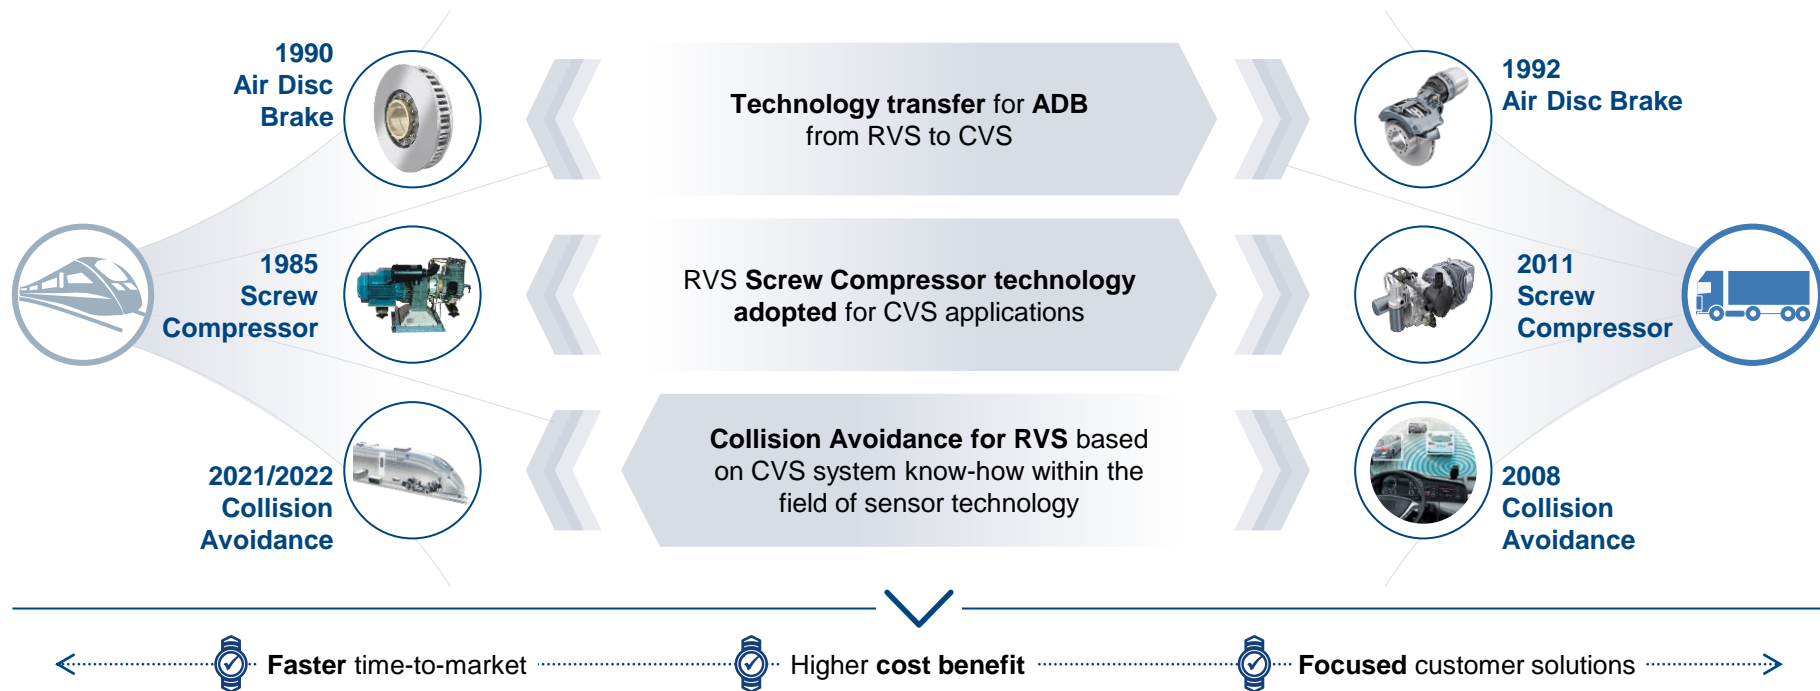 1990
Air Disc
Brake
Technology transfer for ADB
from RVS to CVS
1992
Air Disc Brake
1985
Screw
Compressor
RVS Screw Compressor technology
adopted for CVS applications
2011
Screw
Compressor
2021/2022
Collision
Avoidance
Collision Avoidance for RVS based
on CVS system know-how within the
field of sensor technology
2008
Collision
Avoidance
Faster time-to-market
Higher cost benefit
Focused customer solutions